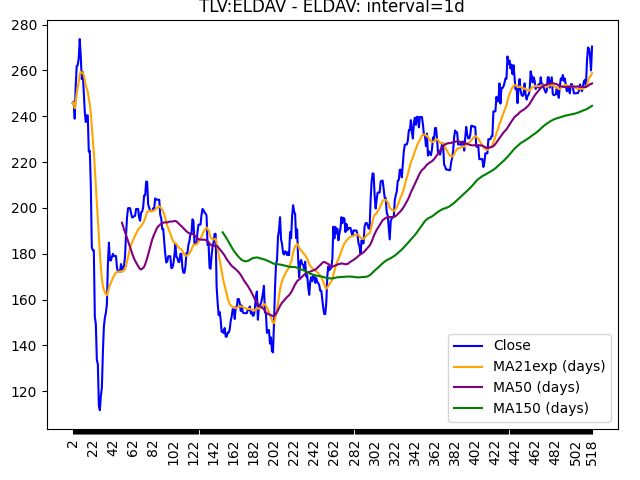 TLV:ELDAV - ELDAV: interval=1d
280
260
240
220
200
180
160
140
120
Close
MA21exp (days)
MA50 (days)
MA150 (days)
2 22 42 62 82 102 122 142 162 182 202 222 242 262 282 302 322 342 362 382 402 422 442 462 482 502 518